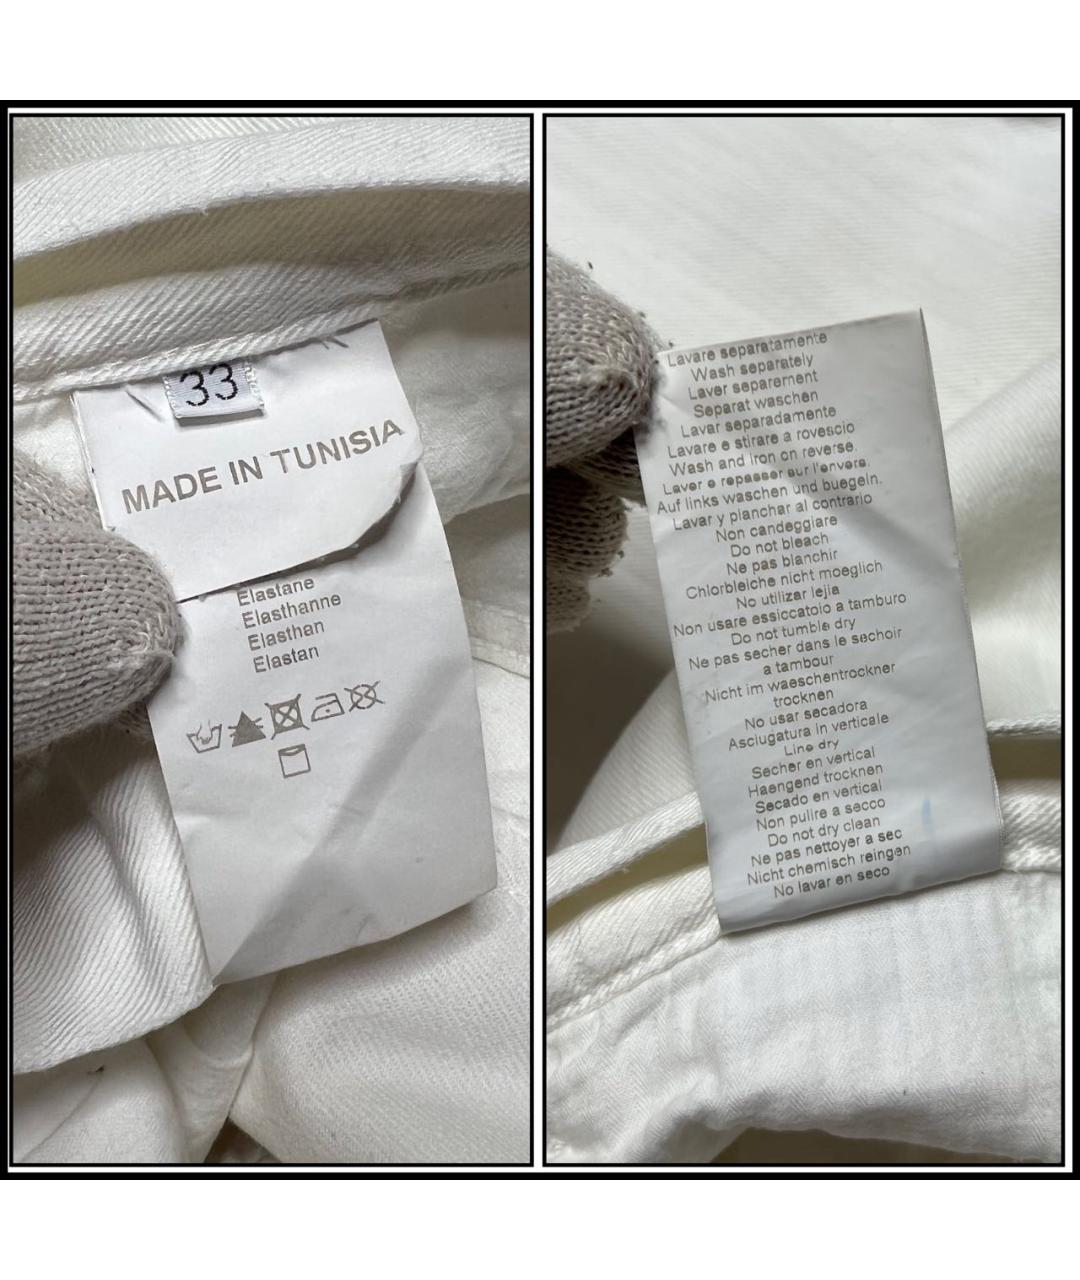 33
MADE IN TUNISIA
Elastane
Elasthanne
Elasthan
Elastan
Lavare separatamente
Wash separately
Laver separement
Separat waschen
Lavar separadamente
Lavare e stirare a rovescio
Wash and iron on reverse.
Laver e repasser sur l'envers.
Auf links waschen und buegeln.
Lavar y planchar al contrario
Non candeggiare
Do not bleach
Ne pas blanchir
Chlorbleiche nicht moeglich
No utilizar lejia
Non usare essiccatoio a tamburo
Do not tumble dry
Ne pas secher dans le sechoir
a tambour
Nicht im waeschentrockner
trocknen
No usar secadora
Asciugatura in verticale
Line dry
Secher en vertical
Haengend trocknen
Secado en vertical
Non pulire a secco
Do not dry clean
Ne pas nettoyer a sec
Nicht chemisch reingen
No lavar en seco